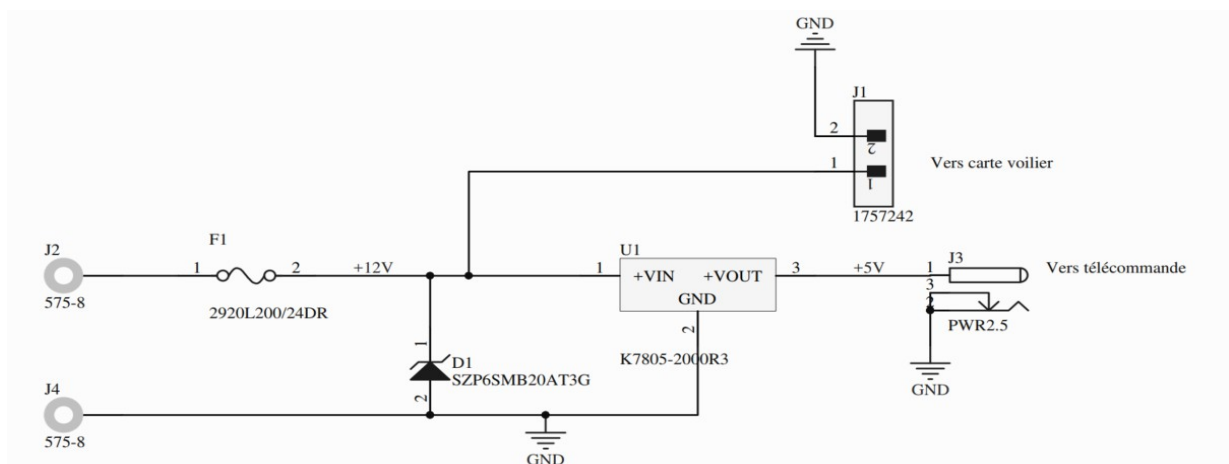 GND
J1
2
2
Vers carte voilier
1
1
1757242
J2
F1
U1
J3
1
2
+12V
1
+VIN
+VOUT
3
+5V
1
Vers télécommande
575-8
GND
3
2
2920L200/24DR
2
PWR2.5
1
D1
K7805-2000R3
SZP6SMB20AT3G
GND
J4
2
575-8
GND